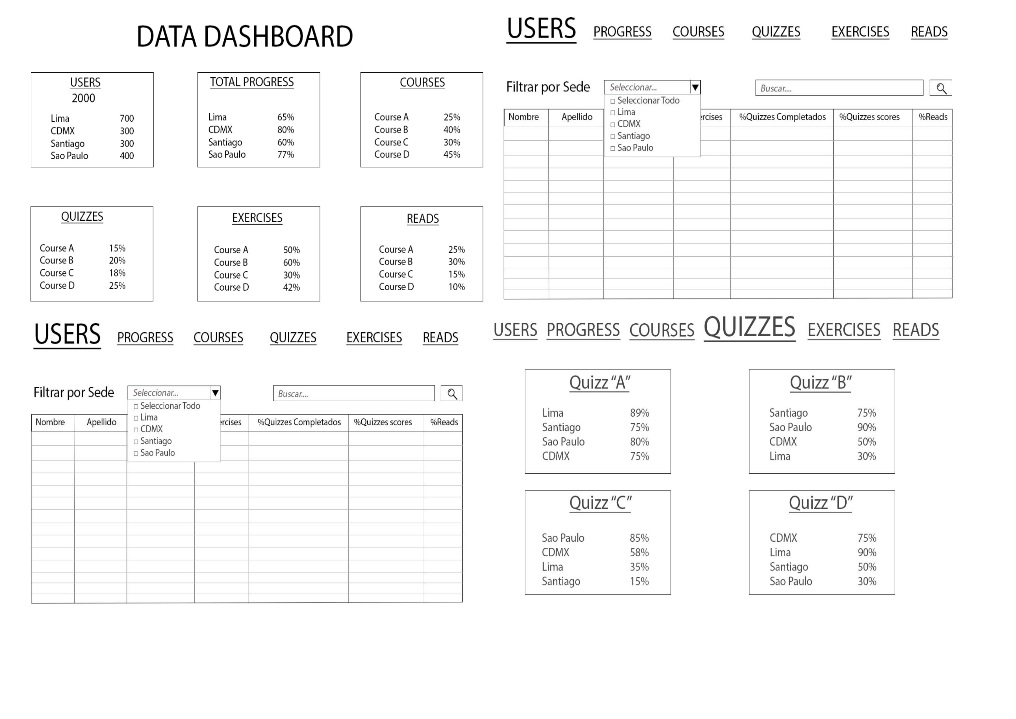 DATA DASHBOARD
USERS
2000
Lima 700
CDMX 300
Santiago 300
Sao Paulo 400
TOTAL PROGRESS
Lima 65%
CDMX 80%
Santiago 60%
Sao Paulo 77%
COURSES
Course A 25%
Course B 40%
Course C 30%
Course D 45%
QUIZZES
Course A 15%
Course B 20%
Course C 18%
Course D 25%
EXERCISES
Course A 50%
Course B 60%
Course C 30%
Course D 42%
READS
Course A 25%
Course B 30%
Course C 15%
Course D 10%
USERS PROGRESS COURSES QUIZZES EXERCISES READS
Filtrar por Sede Seleccionar... Buscar....
Seleccionar Todo
Lima
CDMX
Santiago
Sao Paulo
Nombre Apellido rcises %Quizzes Completados %Quizzes scores %Reads
USERS PROGRESS COURSES QUIZZES EXERCISES READS
Filtrar por Sede Seleccionar... Buscar....
Seleccionar Todo
Lima
CDMX
Santiago
Sao Paulo
Nombre Apellido rcises %Quizzes Completados %Quizzes scores %Reads
USERS PROGRESS COURSES QUIZZES EXERCISES READS
Quizz "A"
Lima 89%
Santiago 75%
Sao Paulo 80%
CDMX 75%
Quizz "B"
Santiago 75%
Sao Paulo 90%
CDMX 50%
Lima 30%
Quizz "C"
Sao Paulo 85%
CDMX 58%
Lima 35%
Santiago 15%
Quizz "D"
CDMX 75%
Lima 90%
Santiago 50%
Sao Paulo 30%